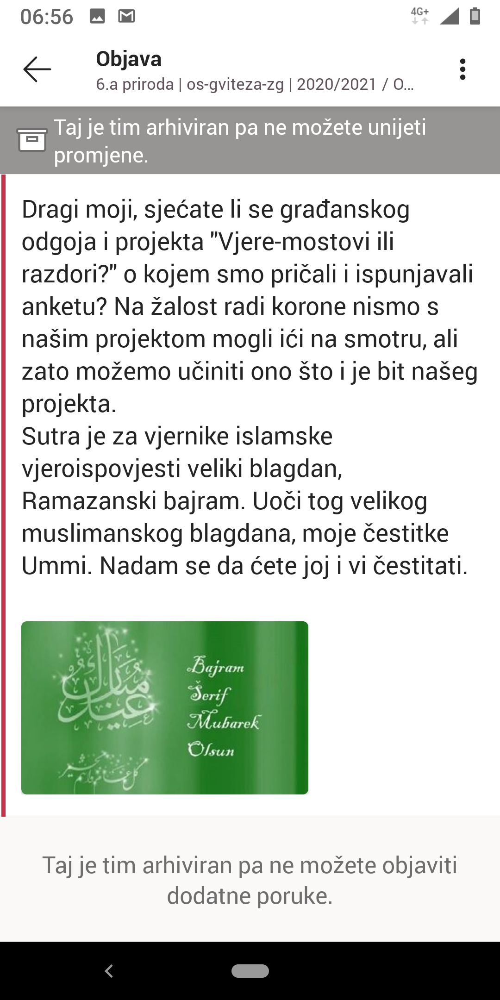 06:56
4G+
Objava
6.a priroda | os-gviteza-zg | 2020/2021 / O...
Taj je tim arhiviran pa ne možete unijeti
promjene.
Dragi moji, sjećate li se građanskog
odgoja i projekta "Vjere-mostovi ili
razdori?" o kojem smo pričali i ispunjavali
anketu? Na žalost radi korone nismo s
našim projektom mogli ići na smotru, ali
zato možemo učiniti ono što i je bit našeg
projekta.
Sutra je za vjernike islamske
vjeroispovjesti veliki blagdan,
Ramazanski bajram. Uoči tog velikog
muslimanskog blagdana, moje čestitke
Ummi. Nadam se da ćete joj i vi čestitati.
عيد مبارك
Bajram
Šerif
Mubarek
Olsun
كل عام وانتم بخير
Taj je tim arhiviran pa ne možete objaviti
dodatne poruke.